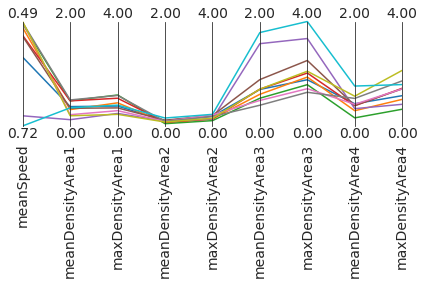 0.49 2.00 4.00 2.00 4.00 2.00 4.00 2.00 4.00
0.72 0.00 0.00 0.00 0.00 0.00 0.00 0.00 0.00
meanSpeed
meanDensityArea1
maxDensityArea1
meanDensityArea2
maxDensityArea2
meanDensityArea3
maxDensityArea3
meanDensityArea4
maxDensityArea4